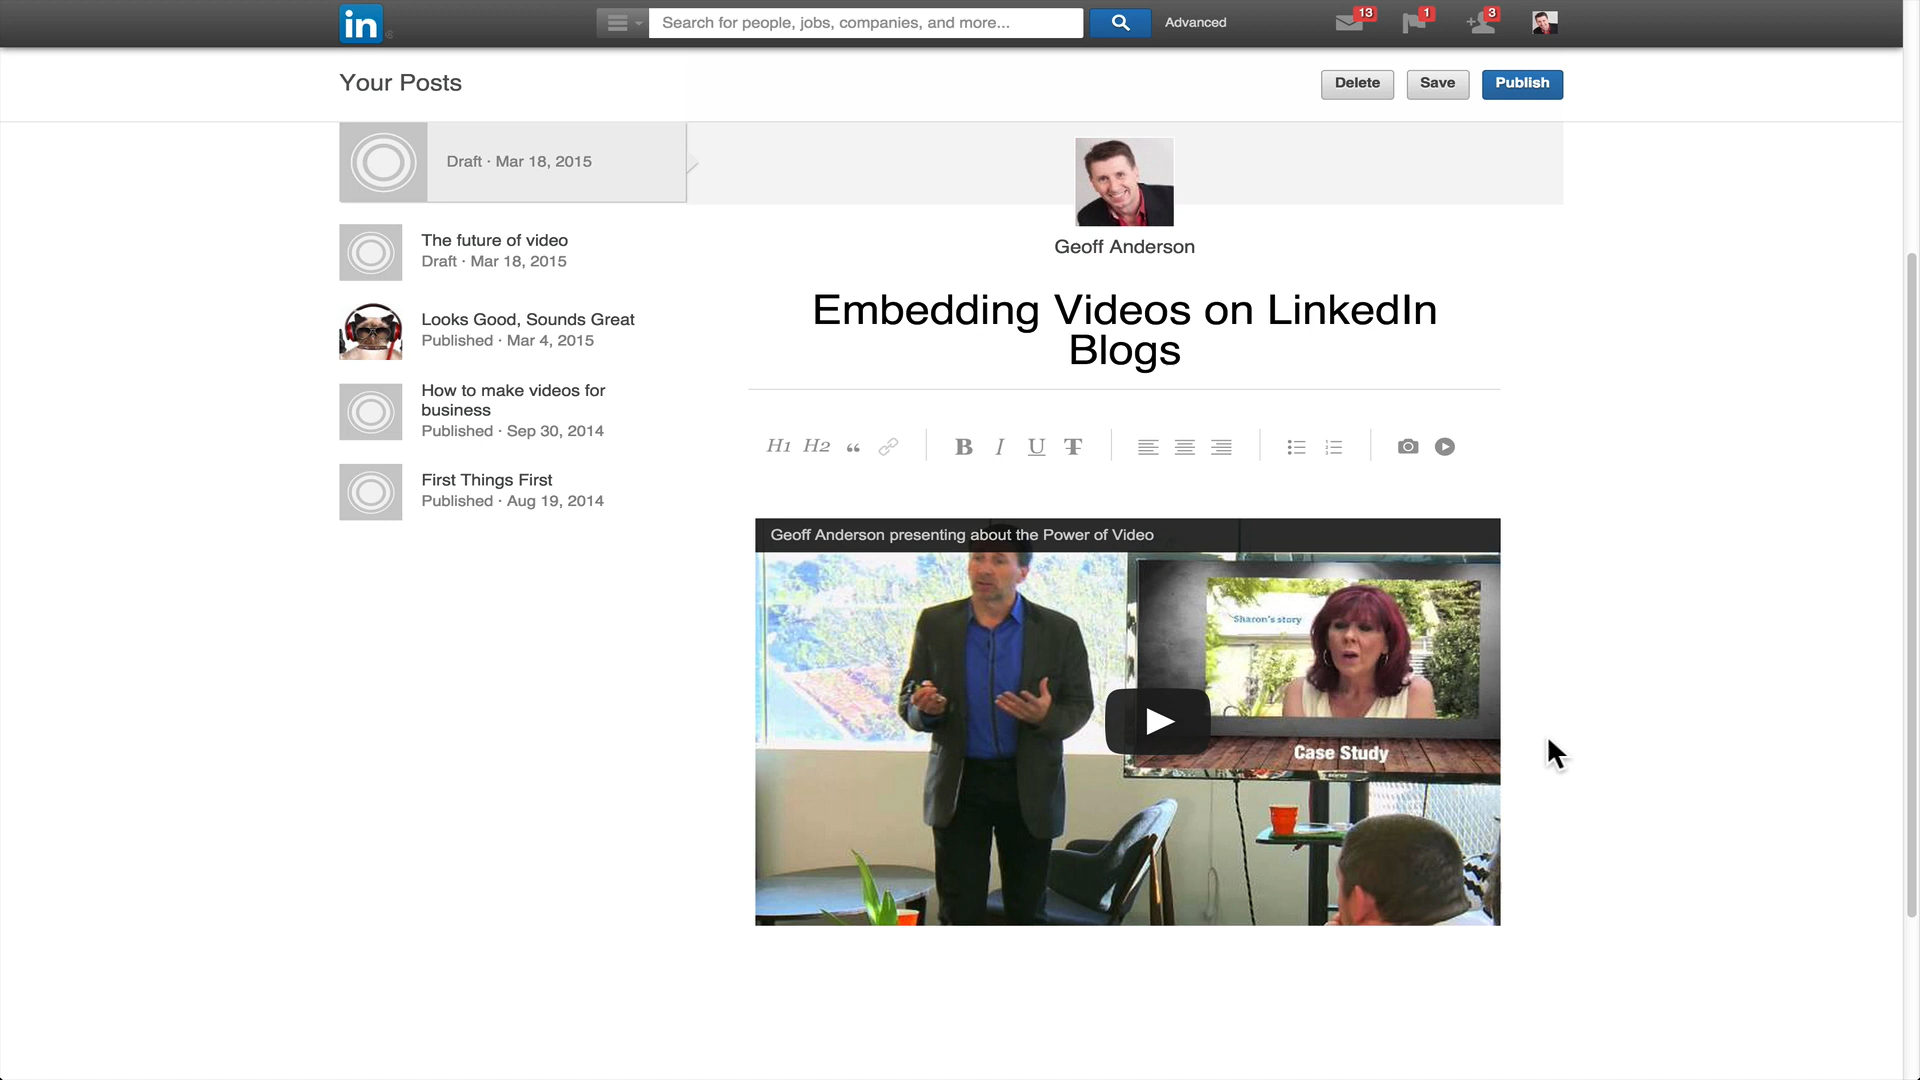 in
Search for people, jobs, companies, and more...
Advanced
13
1
3
Your Posts
Delete
Save
Publish
Draft · Mar 18, 2015
The future of video
Draft · Mar 18, 2015
Looks Good, Sounds Great
Published · Mar 4, 2015
How to make videos for
business
Published · Sep 30, 2014
First Things First
Published · Aug 19, 2014
Geoff Anderson
Embedding Videos on LinkedIn
Blogs
H1 H2 “ B I U T
Geoff Anderson presenting about the Power of Video
Sharon's story
Case Study